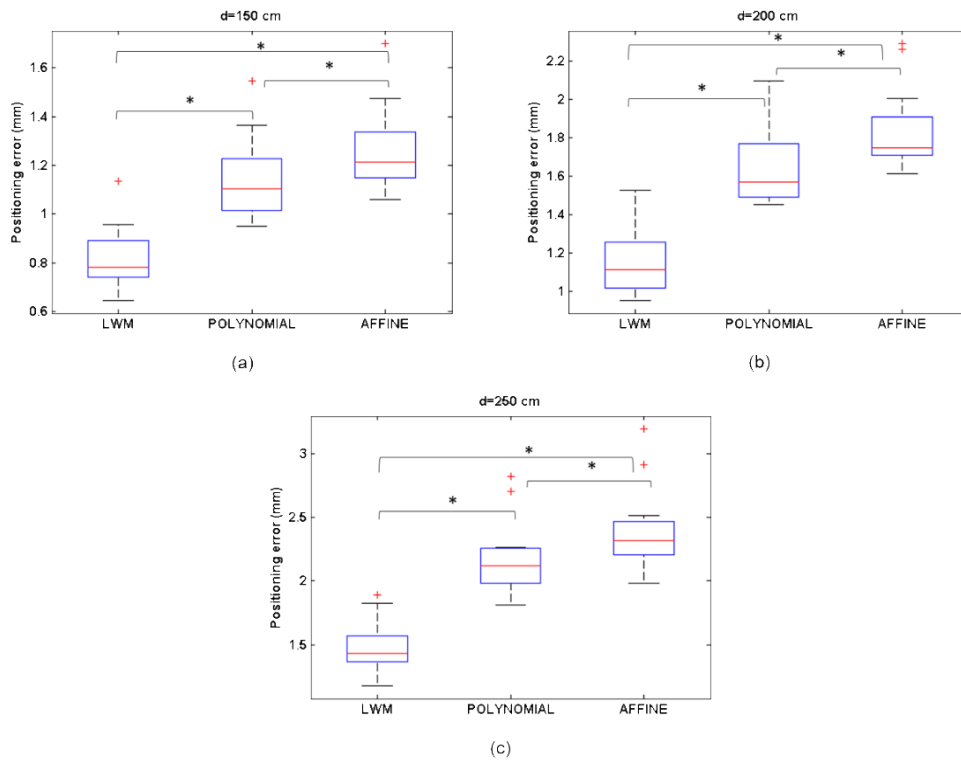 d=150 cm
Positioning error (mm)
1.6
1.4
1.2
1
0.8
0.6
*
*
*
LWM POLYNOMIAL AFFINE
(a)
d=200 cm
Positioning error (mm)
2.2
2
1.8
1.6
1.2
1
*
*
*
LWM POLYNOMIAL AFFINE
(b)
d=250 cm
Positioning error (mm)
3
2.5
2
1.5
*
*
*
LWM POLYNOMIAL AFFINE
(c)